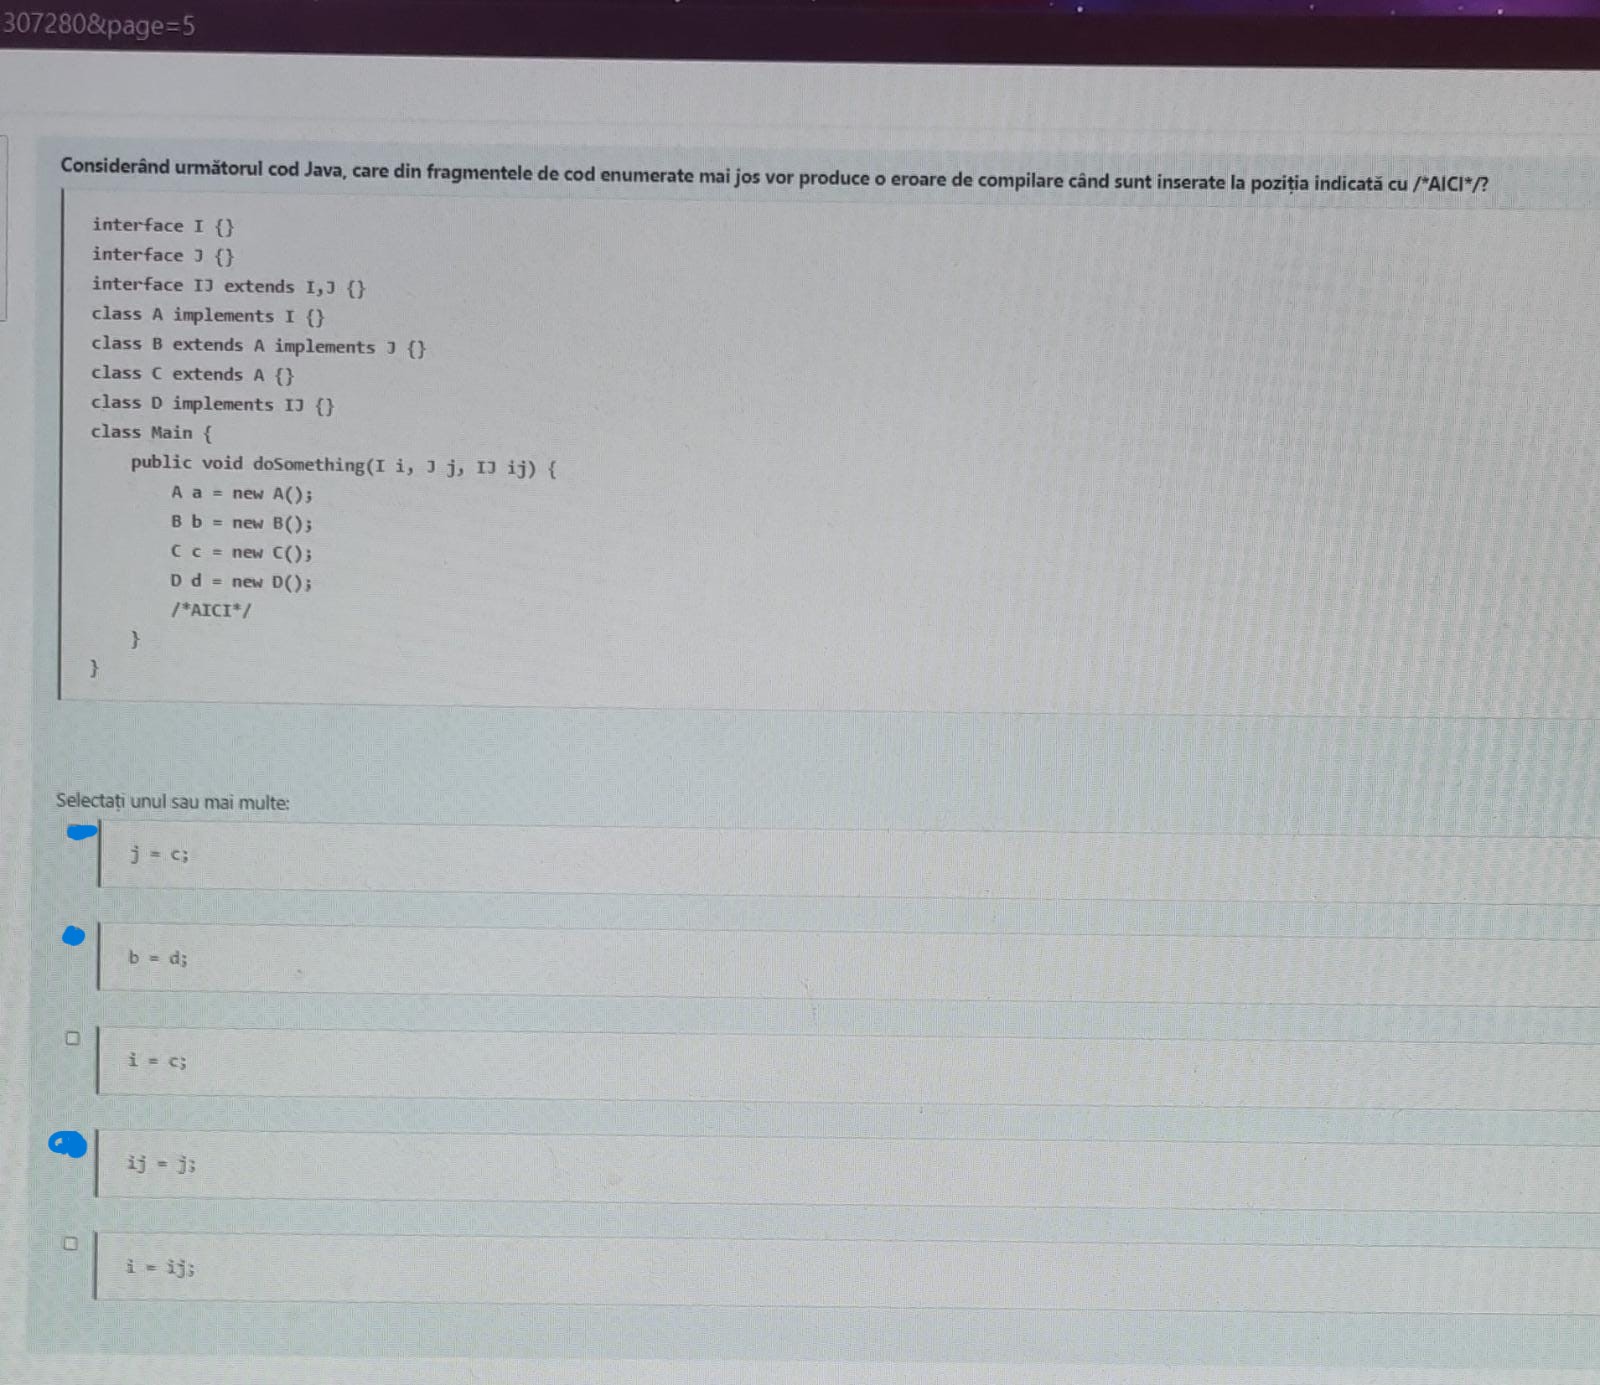 307280&page=5
Considerând următorul cod Java, care din fragmentele de cod enumerate mai jos vor produce o eroare de compilare când sunt inserate la poziția indicată cu /*AICI*/?
interface I {}
interface J {}
interface IJ extends I,J {}
class A implements I {}
class B extends A implements J {}
class C extends A {}
class D implements IJ {}
class Main {
public void doSomething(I i, J j, IJ ij) {
A a = new A();
B b = new B();
C c = new C();
D d = new D();
/*AICI*/
}
}
Selectați unul sau mai multe:
j = c;
b = d;
i = c;
ij = j;
i = ij;